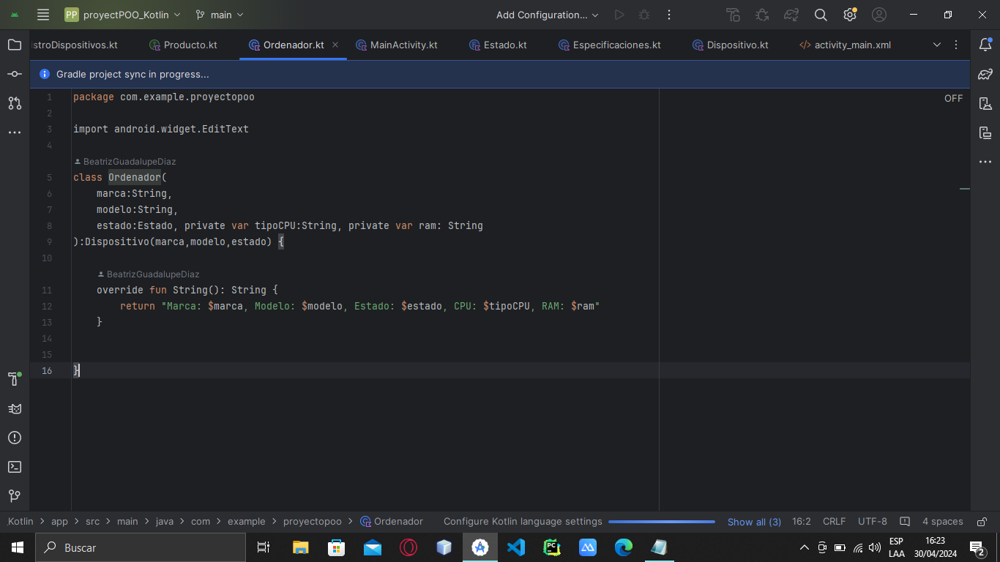 PP proyectPOO_Kotlin main Add Configuration...
istroDispositivos.kt Producto.kt Ordenador.kt MainActivity.kt Estado.kt Especificaciones.kt Dispositivo.kt activity_main.xml
Gradle project sync in progress...
OFF
1 package com.example.proyectopoo
2
3 import android.widget.EditText
4
BeatrizGuadalupeDiaz
5 class Ordenador(
6 marca:String,
7 modelo:String,
8 estado:Estado, private var tipoCPU:String, private var ram: String
9 ):Dispositivo(marca,modelo,estado) {
10
BeatrizGuadalupeDiaz
11 override fun String(): String {
12 return "Marca: $marca, Modelo: $modelo, Estado: $estado, CPU: $tipoCPU, RAM: $ram"
13 }
14
15
16 }
_Kotlin > app > src > main > java > com > example > proyectopoo > Ordenador Configure Kotlin language settings Show all (3) 16:2 CRLF UTF-8 4 spaces
Buscar PC ESP 16:23
LAA 30/04/2024 2